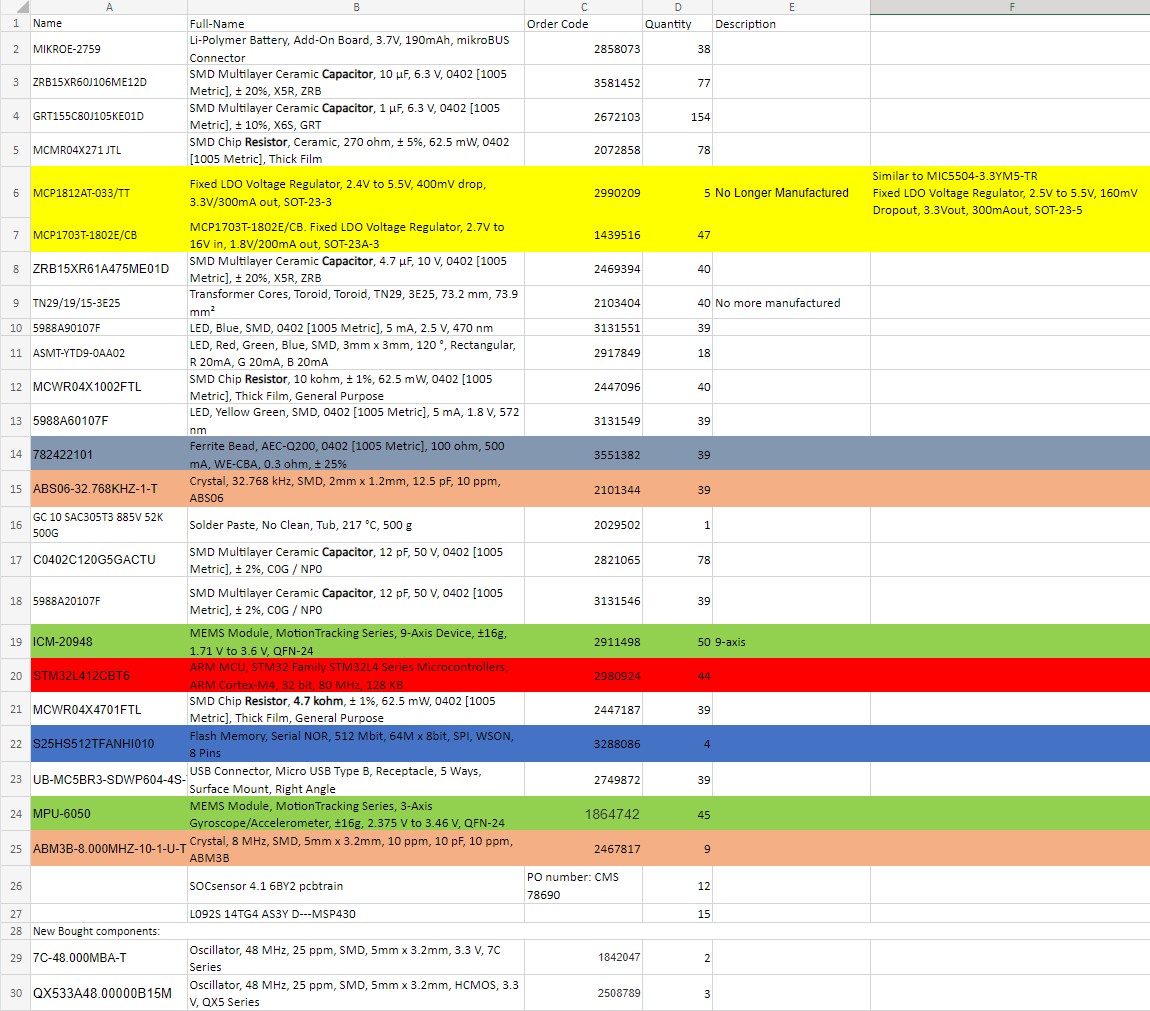 A B C D E F
1 Name Full-Name Order Code Quantity Description
2 MIKROE-2759 Li-Polymer Battery, Add-On Board, 3.7V, 190mAh, mikroBUS
Connector 2858073 38
3 ZRB15XR60J106ME12D SMD Multilayer Ceramic Capacitor, 10 µF, 6.3 V, 0402 [1005
Metric], ± 20%, X5R, ZRB 3581452 77
4 GRT155C80J105KE01D SMD Multilayer Ceramic Capacitor, 1 µF, 6.3 V, 0402 [1005
Metric], ± 10%, X6S, GRT 2672103 154
5 MCMR04X271 JTL SMD Chip Resistor, Ceramic, 270 ohm, ± 5%, 62.5 mW, 0402
[1005 Metric], Thick Film 2072858 78
6 MCP1812AT-033/TT Fixed LDO Voltage Regulator, 2.4V to 5.5V, 400mV drop,
3.3V/300mA out, SOT-23-3 2990209 5 No Longer Manufactured
Similar to MIC5504-3.3YM5-TR
Fixed LDO Voltage Regulator, 2.5V to 5.5V, 160mV
Dropout, 3.3Vout, 300mAout, SOT-23-5
7 MCP1703T-1802E/CB MCP1703T-1802E/CB. Fixed LDO Voltage Regulator, 2.7V to
16V in, 1.8V/200mA out, SOT-23A-3 1439516 47
8 ZRB15XR61A475ME01D SMD Multilayer Ceramic Capacitor, 4.7 µF, 10 V, 0402 [1005
Metric], ± 20%, X5R, ZRB 2469394 40
9 TN29/19/15-3E25 Transformer Cores, Toroid, Toroid, TN29, 3E25, 73.2 mm, 73.9
mm² 2103404 40 No more manufactured
10 5988A90107F LED, Blue, SMD, 0402 [1005 Metric], 5 mA, 2.5 V, 470 nm 3131551 39
11 ASMT-YTD9-0AA02 LED, Red, Green, Blue, SMD, 3mm x 3mm, 120 °, Rectangular,
R 20mA, G 20mA, B 20mA 2917849 18
12 MCWR04X1002FTL SMD Chip Resistor, 10 kohm, ± 1%, 62.5 mW, 0402 [1005
Metric], Thick Film, General Purpose 2447096 40
13 5988A60107F LED, Yellow Green, SMD, 0402 [1005 Metric], 5 mA, 1.8 V, 572
nm 3131549 39
14 782422101 Ferrite Bead, AEC-Q200, 0402 [1005 Metric], 100 ohm, 500
mA, WE-CBA, 0.3 ohm, ± 25% 3551382 39
15 ABS06-32.768KHZ-1-T Crystal, 32.768 kHz, SMD, 2mm x 1.2mm, 12.5 pF, 10 ppm,
ABS06 2101344 39
16 GC 10 SAC305T3 885V 52K
500G Solder Paste, No Clean, Tub, 217 °C, 500 g 2029502 1
17 C0402C120G5GACTU SMD Multilayer Ceramic Capacitor, 12 pF, 50 V, 0402 [1005
Metric], ± 2%, C0G / NP0 2821065 78
18 5988A20107F SMD Multilayer Ceramic Capacitor, 12 pF, 50 V, 0402 [1005
Metric], ± 2%, C0G / NP0 3131546 39
19 ICM-20948 MEMS Module, MotionTracking Series, 9-Axis Device, ±16g,
1.71 V to 3.6 V, QFN-24 2911498 50 9-axis
20 STM32L412CBT6 ARM MCU, STM32 Family STM32L4 Series Microcontrollers,
ARM Cortex-M4, 32 bit, 80 MHz, 128 KB 2980924 44
21 MCWR04X4701FTL SMD Chip Resistor, 4.7 kohm, ± 1%, 62.5 mW, 0402 [1005
Metric], Thick Film, General Purpose 2447187 39
22 S25HS512TFANHI010 Flash Memory, Serial NOR, 512 Mbit, 64M x 8bit, SPI, WSON,
8 Pins 3288086 4
23 UB-MC5BR3-SDWP604-4S- USB Connector, Micro USB Type B, Receptacle, 5 Ways,
Surface Mount, Right Angle 2749872 39
24 MPU-6050 MEMS Module, MotionTracking Series, 3-Axis
Gyroscope/Accelerometer, ±16g, 2.375 V to 3.46 V, QFN-24 1864742 45
25 ABM3B-8.000MHZ-10-1-U-T Crystal, 8 MHz, SMD, 5mm x 3.2mm, 10 ppm, 10 pF, 10 ppm,
ABM3B 2467817 9
26 SOCsensor 4.1 6BY2 pcbtrain PO number: CMS
78690 12
27 L092S 14TG4 AS3Y D---MSP430 15
28 New Bought components:
29 7C-48.000MBA-T Oscillator, 48 MHz, 25 ppm, SMD, 5mm x 3.2mm, 3.3 V, 7C
Series 1842047 2
30 QX533A48.00000B15M Oscillator, 48 MHz, 25 ppm, SMD, 5mm x 3.2mm, HCMOS, 3.3
V, QX5 Series 2508789 3